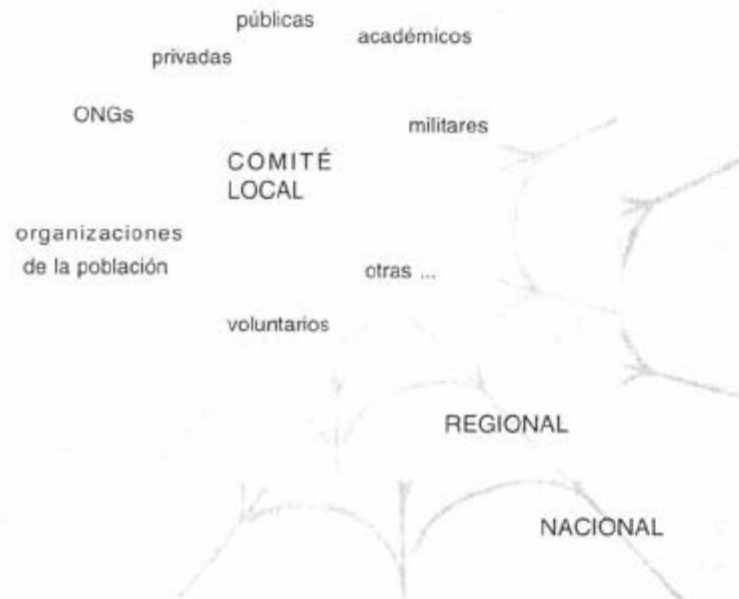 públicas
académicos
privadas
ONGs
militares
COMITÉ
LOCAL
organizaciones
de la población
otras ...
voluntarios
REGIONAL
NACIONAL